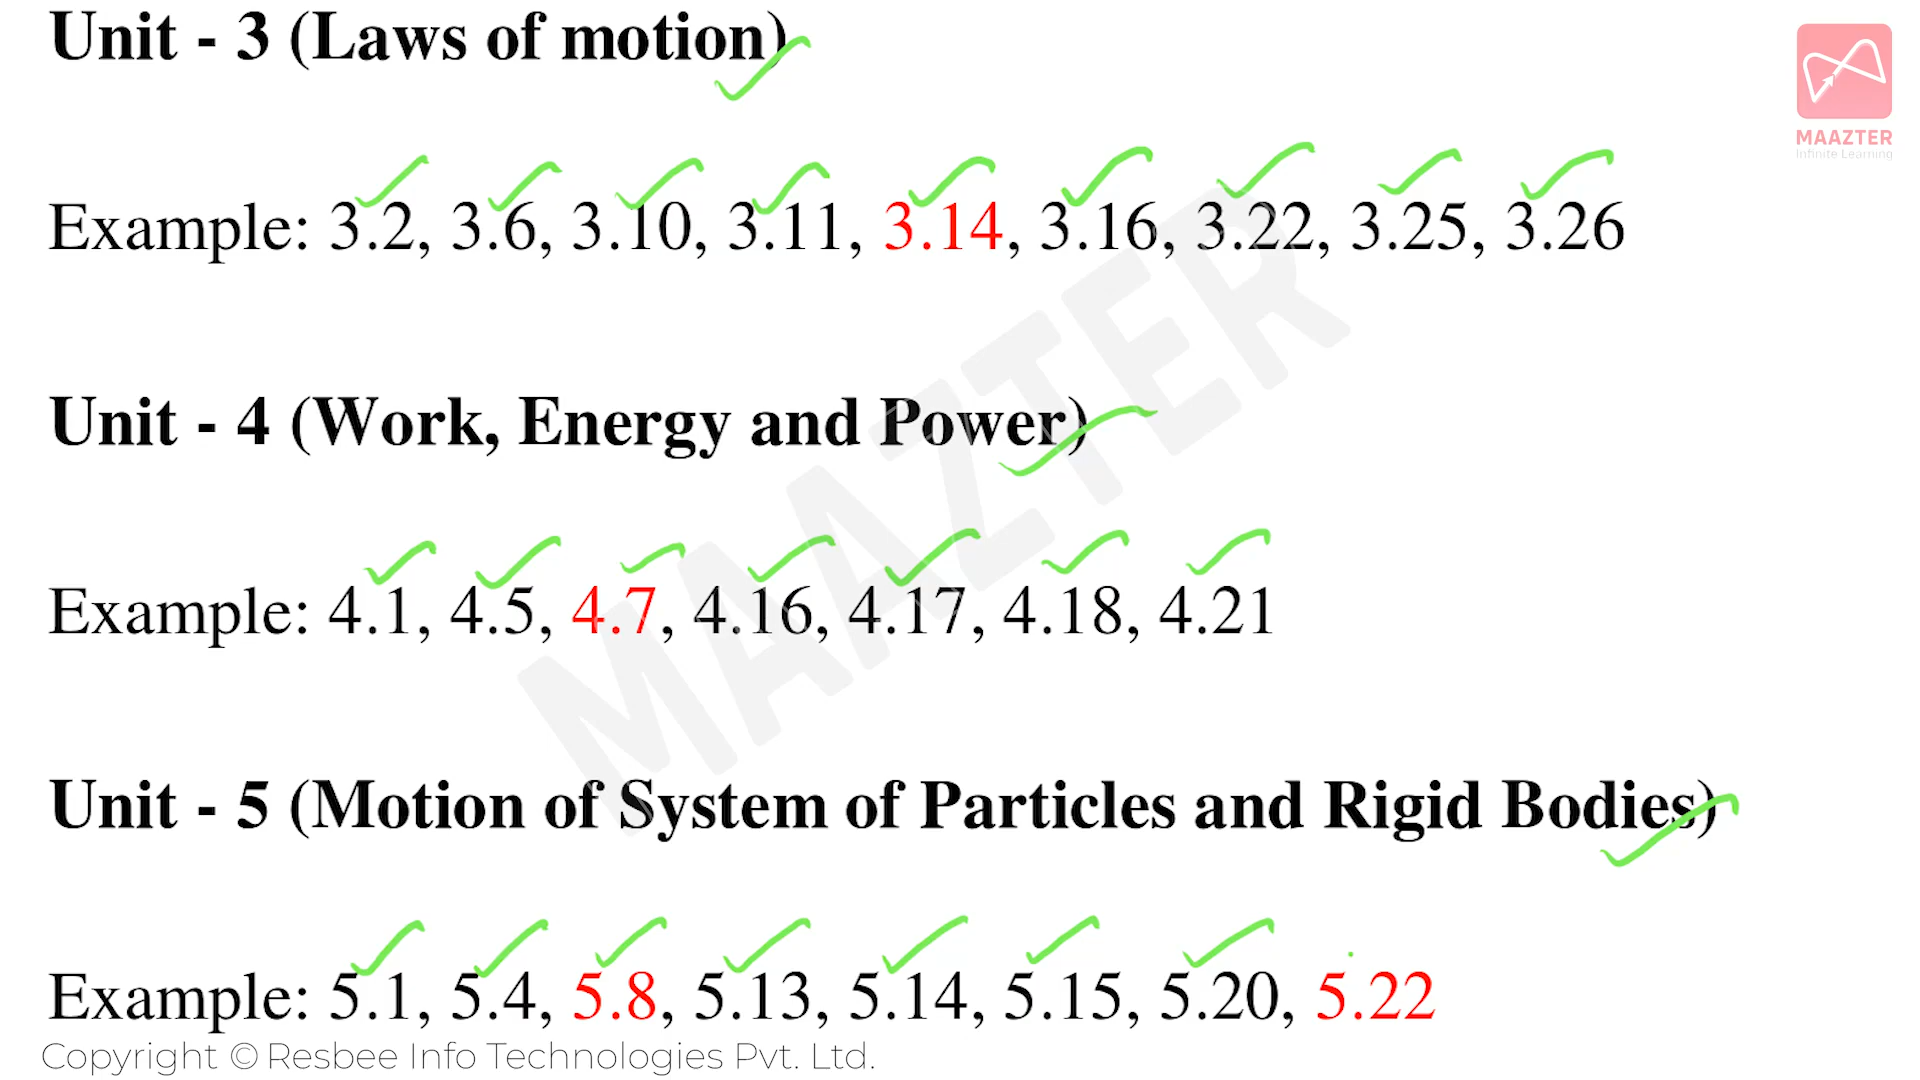 Unit - 3 (Laws of motion)
MAAZTER
Infinite Learning
Example: 3.2, 3.6, 3.10, 3.11, 3.14, 3.16, 3.22, 3.25, 3.26
Unit - 4 (Work, Energy and Power)
MAAZTER
Example: 4.1, 4.5, 4.7, 4.16, 4.17, 4.18, 4.21
Unit - 5 (Motion of System of Particles and Rigid Bodies)
Example: 5.1, 5.4, 5.8, 5.13, 5.14, 5.15, 5.20, 5.22
Copyright © Resbee Info Technologies Pvt. Ltd.